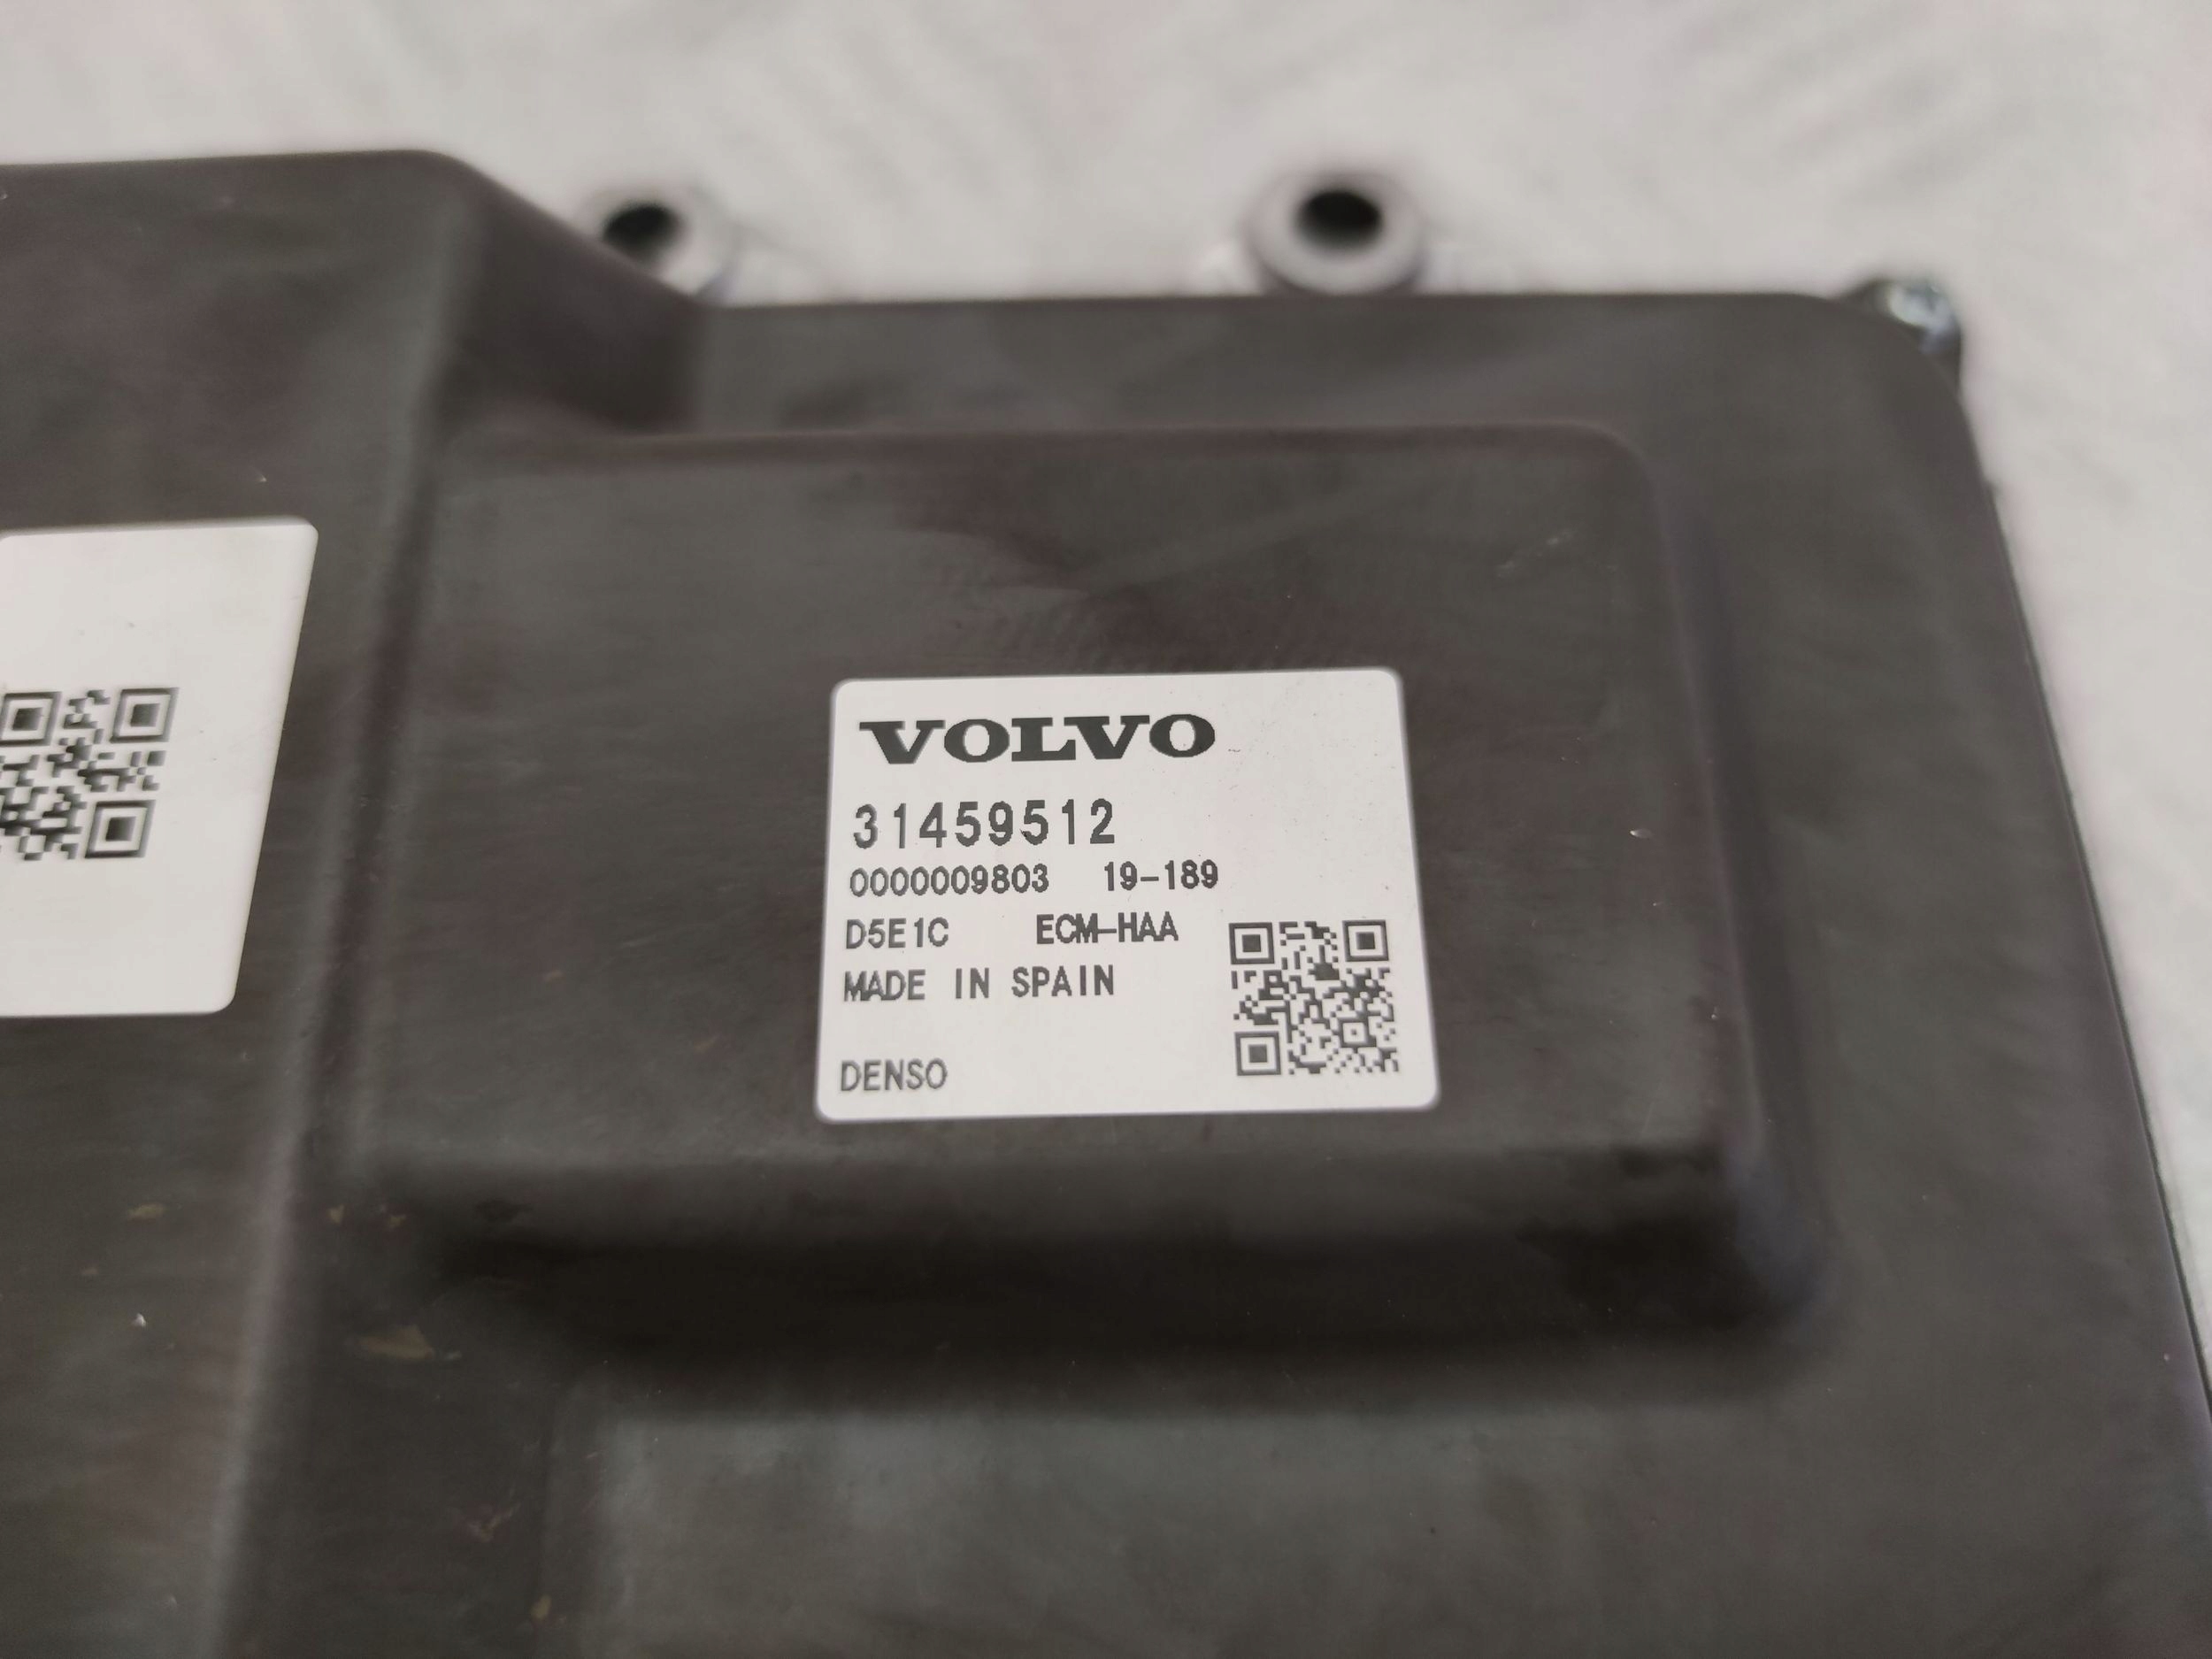 VOLVO
31459512
0000009803 19-189
D5E1C ECM-HAA
MADE IN SPAIN
DENSO